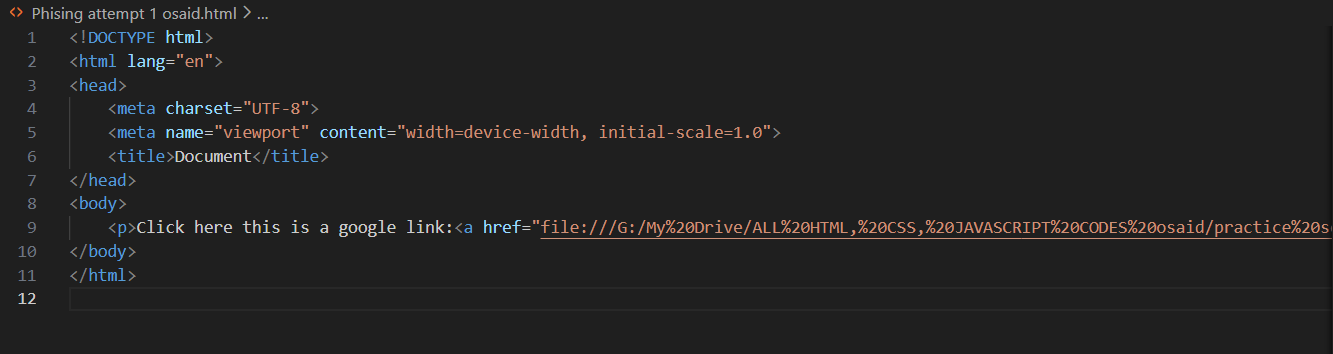 <> Phising attempt 1 osaid.html > ...
1 <!DOCTYPE html>
2 <html lang="en">
3 <head>
4 <meta charset="UTF-8">
5 <meta name="viewport" content="width=device-width, initial-scale=1.0">
6 <title>Document</title>
7 </head>
8 <body>
9 <p>Click here this is a google link:<a href="file:///G:/My%20Drive/ALL%20HTML,%20CSS,%20JAVASCRIPT%20CODES%20osaid/practice%20s
10 </body>
11 </html>
12